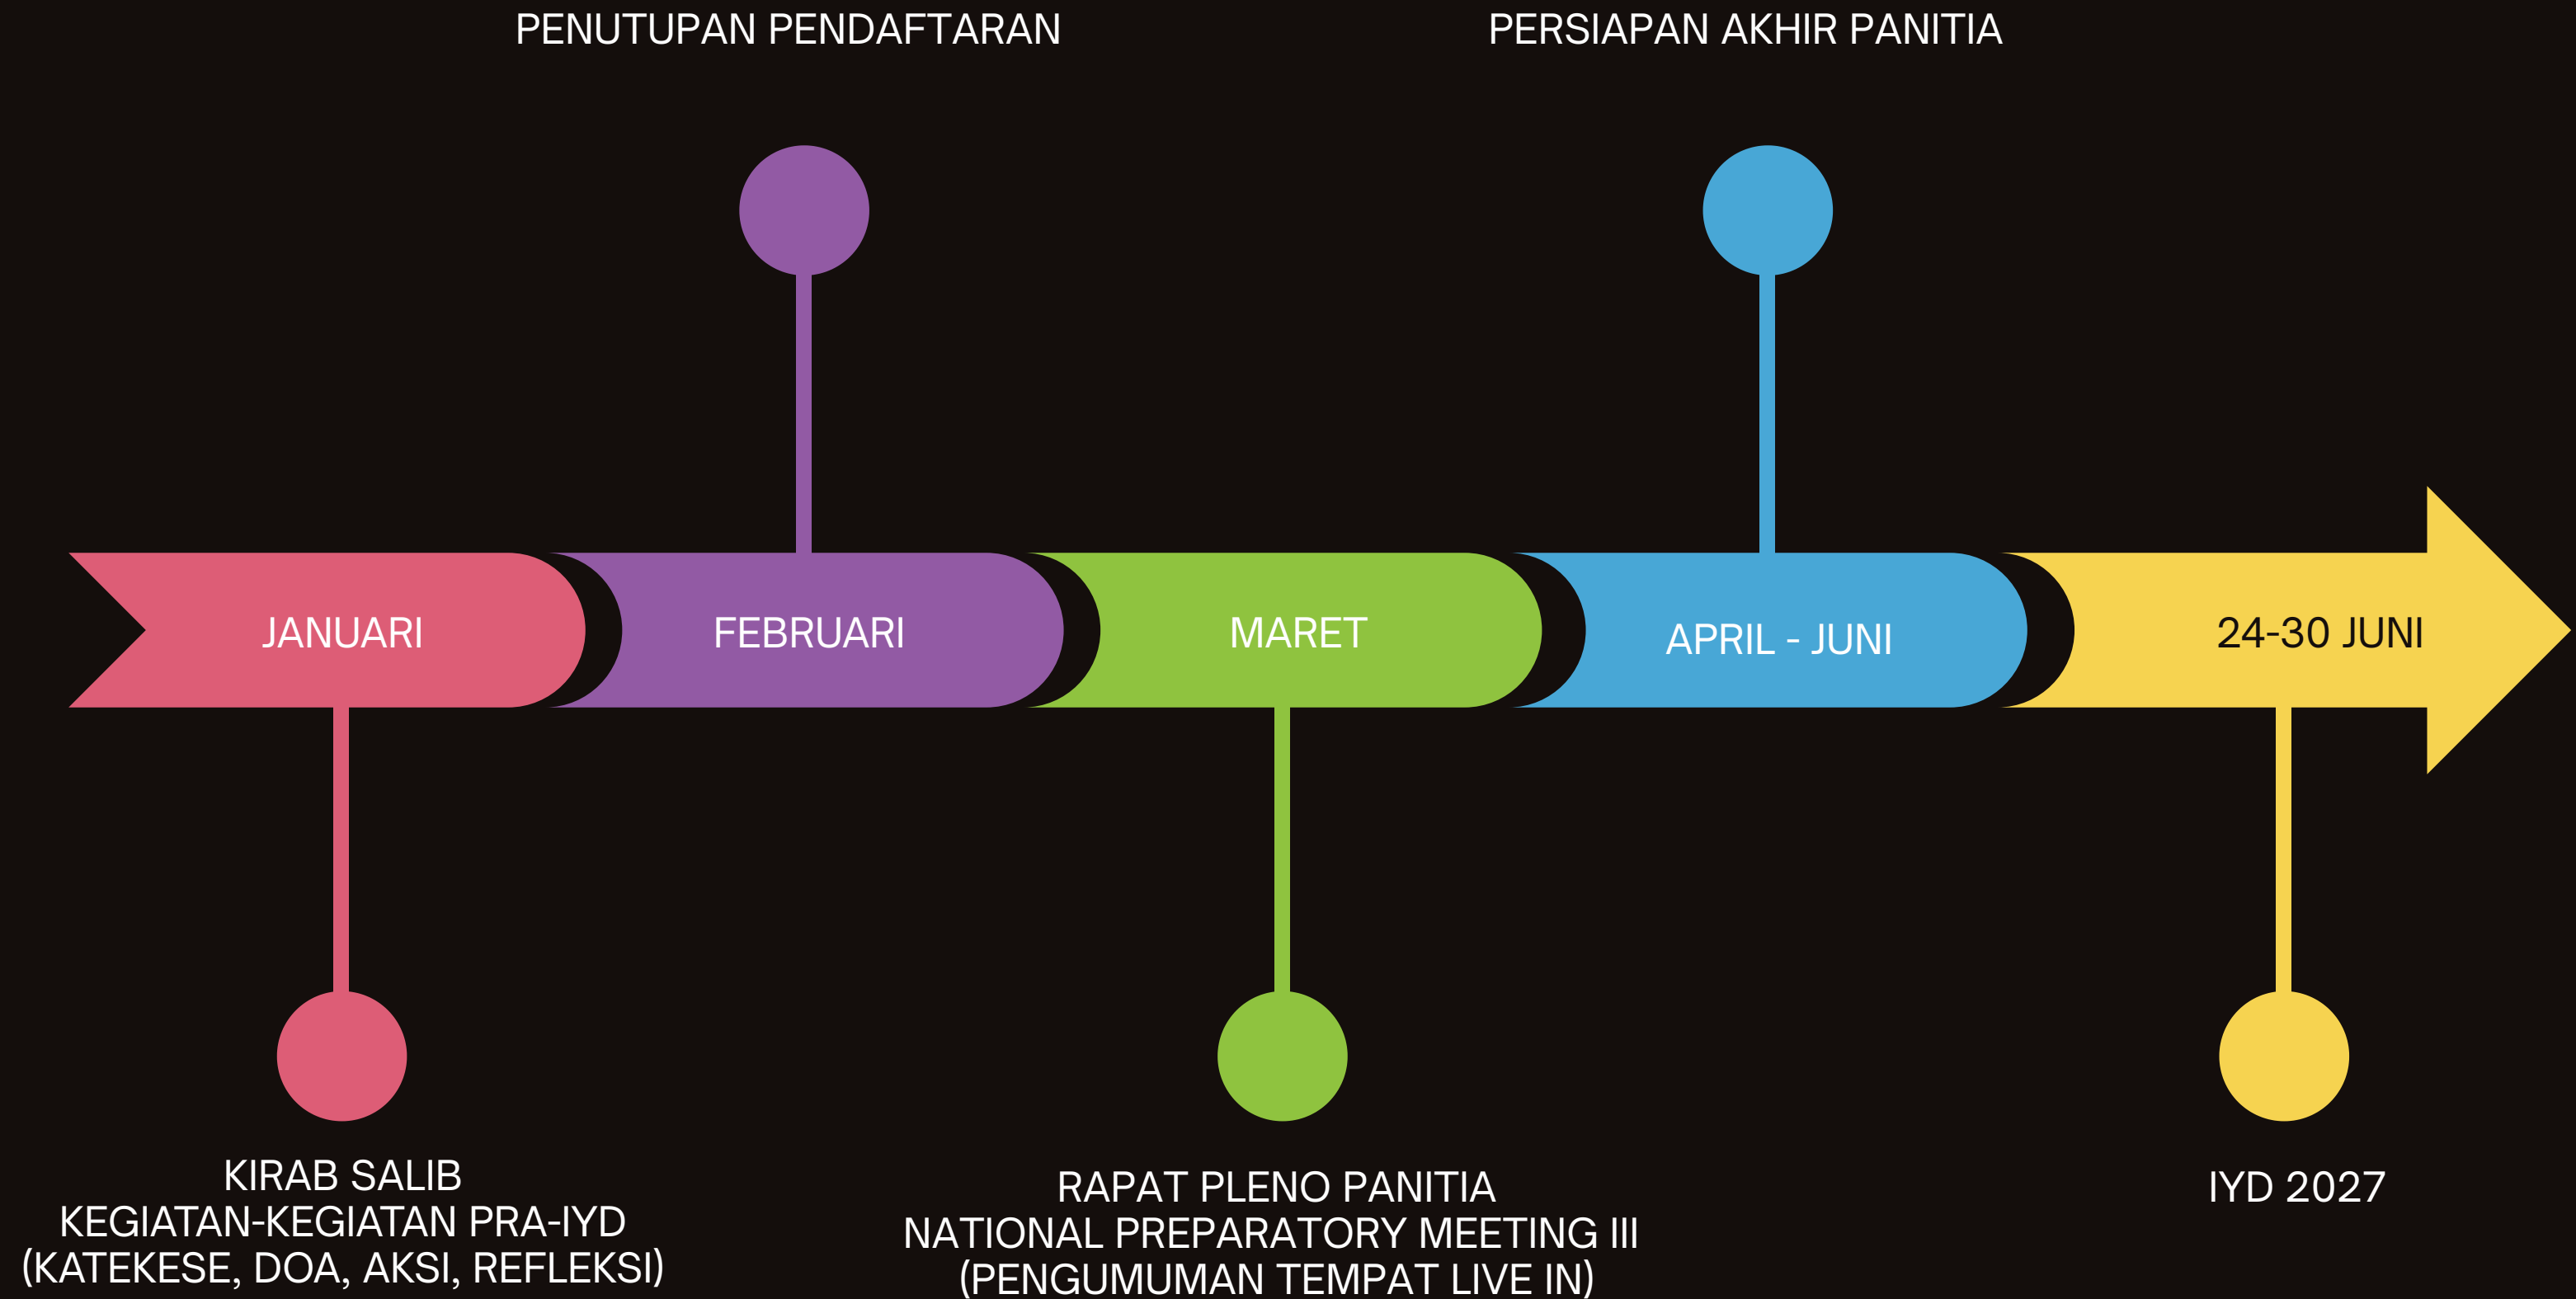 PENUTUPAN PENDAFTARAN
PERSIAPAN AKHIR PANITIA
JANUARI
FEBRUARI
MARET
APRIL - JUNI
24-30 JUNI
KIRAB SALIB
KEGIATAN-KEGIATAN PRA-IYD
(KATEKESE, DOA, AKSI, REFLEKSI)
RAPAT PLENO PANITIA
NATIONAL PREPARATORY MEETING III
(PENGUMUMAN TEMPAT LIVE IN)
IYD 2027